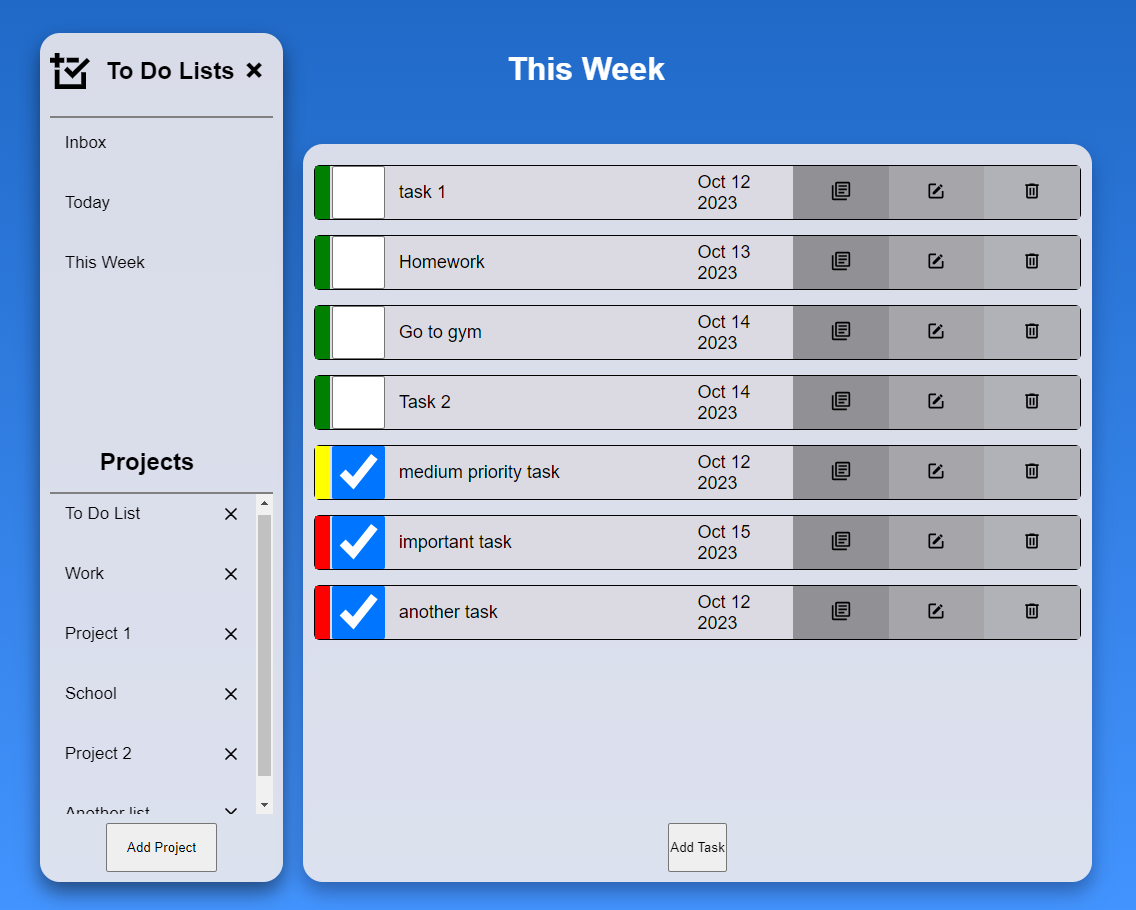 To Do Lists
Inbox
Today
This Week
Projects
To Do List
Work
Project 1
School
Project 2
Another list
Add Project
This Week
task 1
Oct 12
2023
Homework
Oct 13
2023
Go to gym
Oct 14
2023
Task 2
Oct 14
2023
medium priority task
Oct 12
2023
important task
Oct 15
2023
another task
Oct 12
2023
Add Task